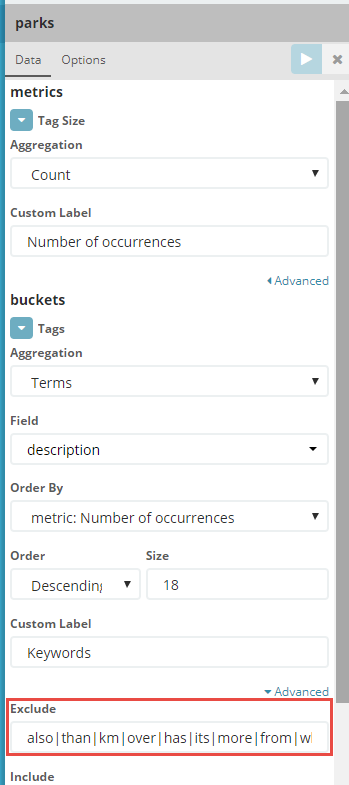 parks
Data Options
metrics
Tag Size
Aggregation
Count
Custom Label
Number of occurrences
Advanced
buckets
Tags
Aggregation
Terms
Field
description
Order By
metric: Number of occurrences
Order Size
Descending 18
Custom Label
Keywords
Advanced
Exclude
also|than|km|over|has|its|more|from|w
Include